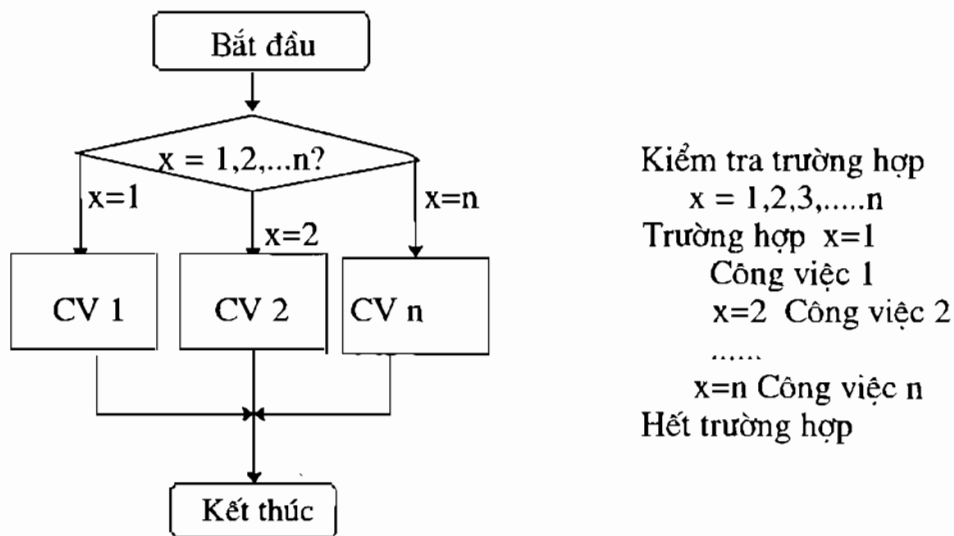 Bắt đầu
x = 1,2,...n?
x=1
x=2
x=n
CV 1
CV 2
CV n
Kết thúc
Kiểm tra trường hợp
x = 1,2,3,.....n
Trường hợp x=1
Công việc 1
x=2 Công việc 2
......
x=n Công việc n
Hết trường hợp